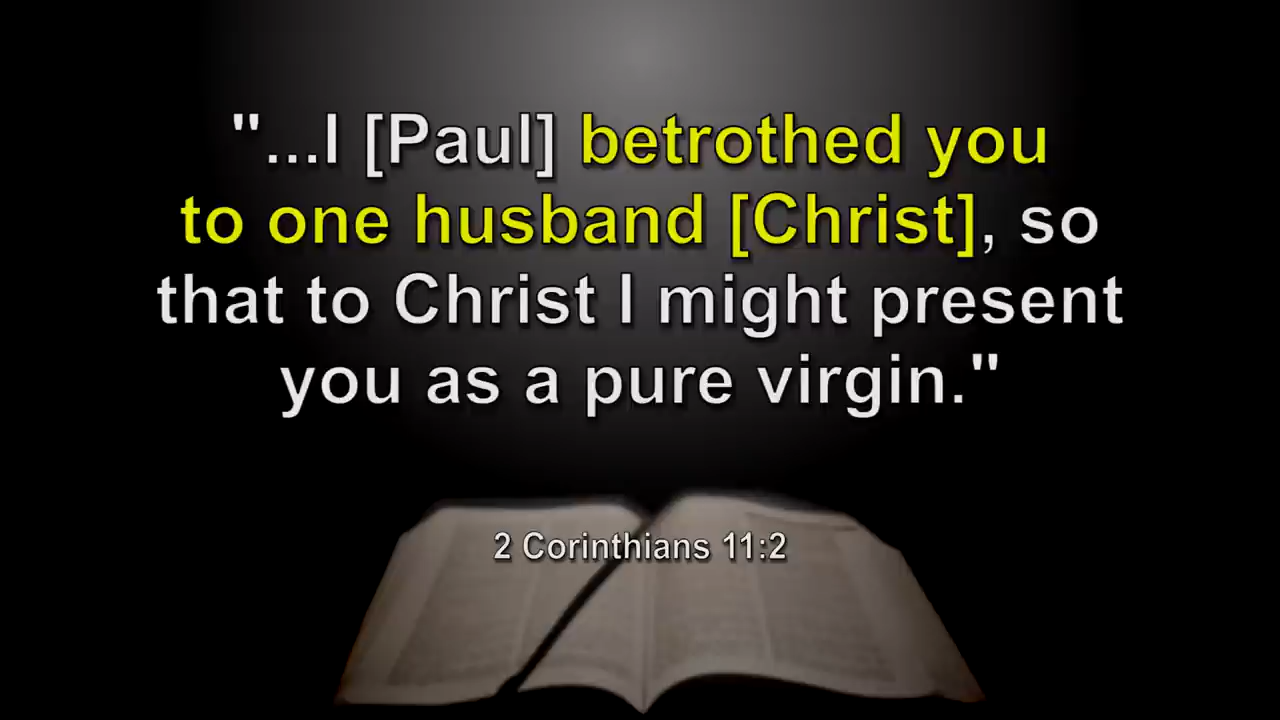 "...I [Paul] betrothed you
to one husband [Christ], so
that to Christ I might present
you as a pure virgin."
2 Corinthians 11:2